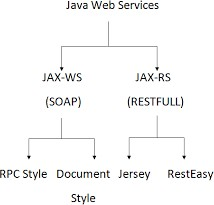 Java Web Services
JAX-WS JAX-RS
(SOAP) (RESTFULL)
RPC Style Document Jersey RestEasy
Style